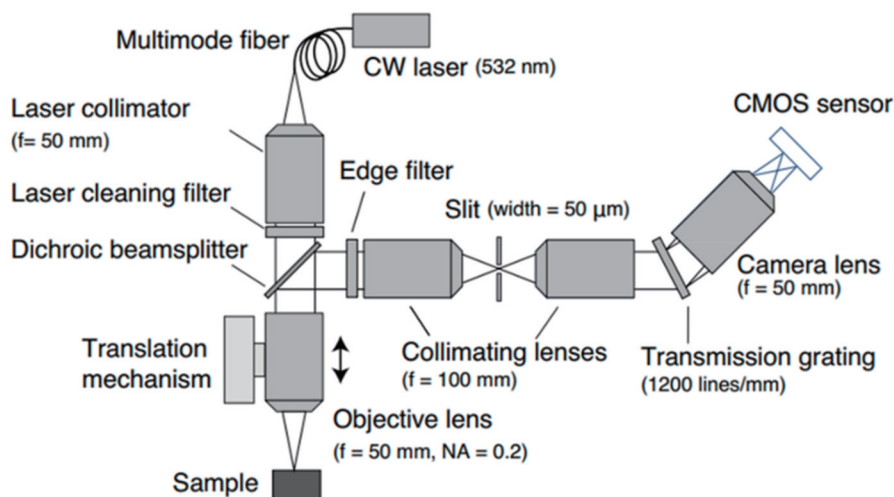 Multimode fiber
CW laser (532 nm)
Laser collimator
(f= 50 mm)
CMOS sensor
Laser cleaning filter
Edge filter
Slit (width = 50 μm)
Dichroic beamsplitter
Camera lens
(f = 50 mm)
Translation
mechanism
Collimating lenses
(f = 100 mm)
Transmission grating
(1200 lines/mm)
Objective lens
(f = 50 mm, NA = 0.2)
Sample